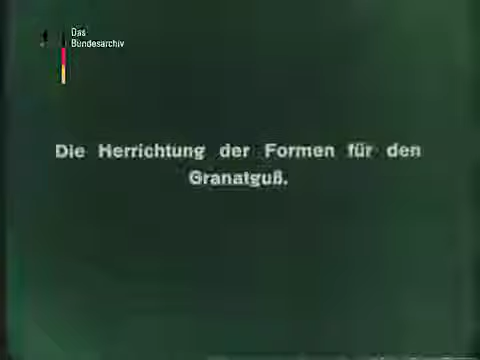 Das
Bundesarchiv
Die Herrichtung der Formen für den
Granatguß.